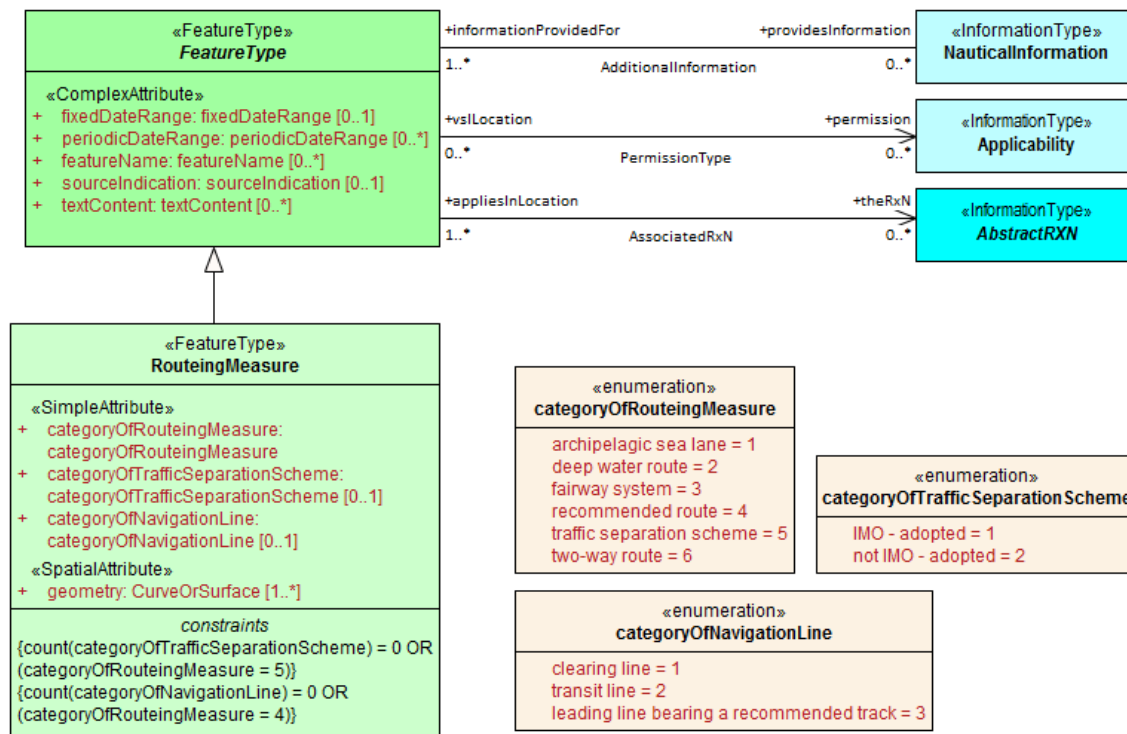 «FeatureType»
FeatureType
«ComplexAttribute»
+ fixedDateRange: fixedDateRange [0..1]
+ periodicDateRange: periodicDateRange [0..*]
+ featureName: featureName [0..*]
+ sourceIndication: sourceIndication [0..1]
+ textContent: textContent [0..*]
+informationProvidedFor +providesInformation
1..* AdditionalInformation 0..*
«InformationType»
NauticalInformation
+vslLocation +permission
0..* PermissionType 0..*
«InformationType»
Applicability
+appliesInLocation +theRxN
1..* AssociatedRxN 0..*
«InformationType»
AbstractRXN
«FeatureType»
RouteingMeasure
«SimpleAttribute»
+ categoryOfRouteingMeasure:
categoryOfRouteingMeasure
+ categoryOfTrafficSeparationScheme:
categoryOfTrafficSeparationScheme [0..1]
+ categoryOfNavigationLine:
categoryOfNavigationLine [0..1]
«SpatialAttribute»
+ geometry: CurveOrSurface [1..*]
constraints
{count(categoryOfTrafficSeparationScheme) = 0 OR
(categoryOfRouteingMeasure = 5)}
{count(categoryOfNavigationLine) = 0 OR
(categoryOfRouteingMeasure = 4)}
«enumeration»
categoryOfRouteingMeasure
archipelagic sea lane = 1
deep water route = 2
fairway system = 3
recommended route = 4
traffic separation scheme = 5
two-way route = 6
«enumeration»
categoryOfTrafficSeparationScheme
IMO - adopted = 1
not IMO - adopted = 2
«enumeration»
categoryOfNavigationLine
clearing line = 1
transit line = 2
leading line bearing a recommended track = 3